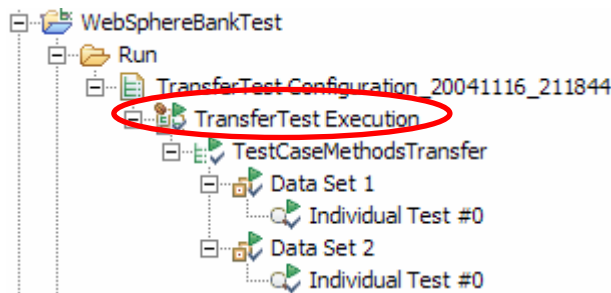 WebSphereBankTest
Run
TransferTest Configuration_20041116_211844
TransferTest Execution
TestCaseMethodsTransfer
Data Set 1
Individual Test #0
Data Set 2
Individual Test #0